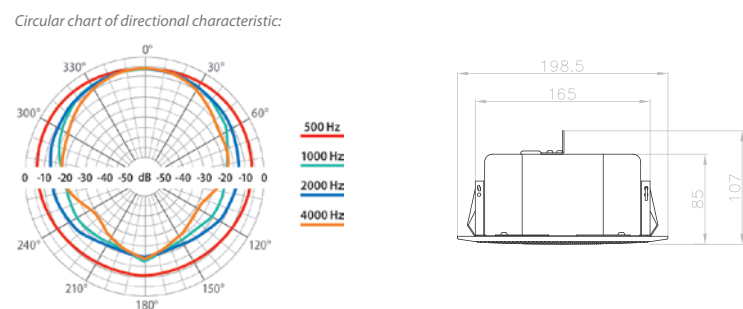 Circular chart of directional characteristic:
0°
330°
30°
300°
60°
0 -10 -20 -30 -40 -50 dB -50 -40 -30 -20 -10 0
240°
120°
210°
150°
180°
500 Hz
1000 Hz
2000 Hz
4000 Hz
198.5
165
85
107